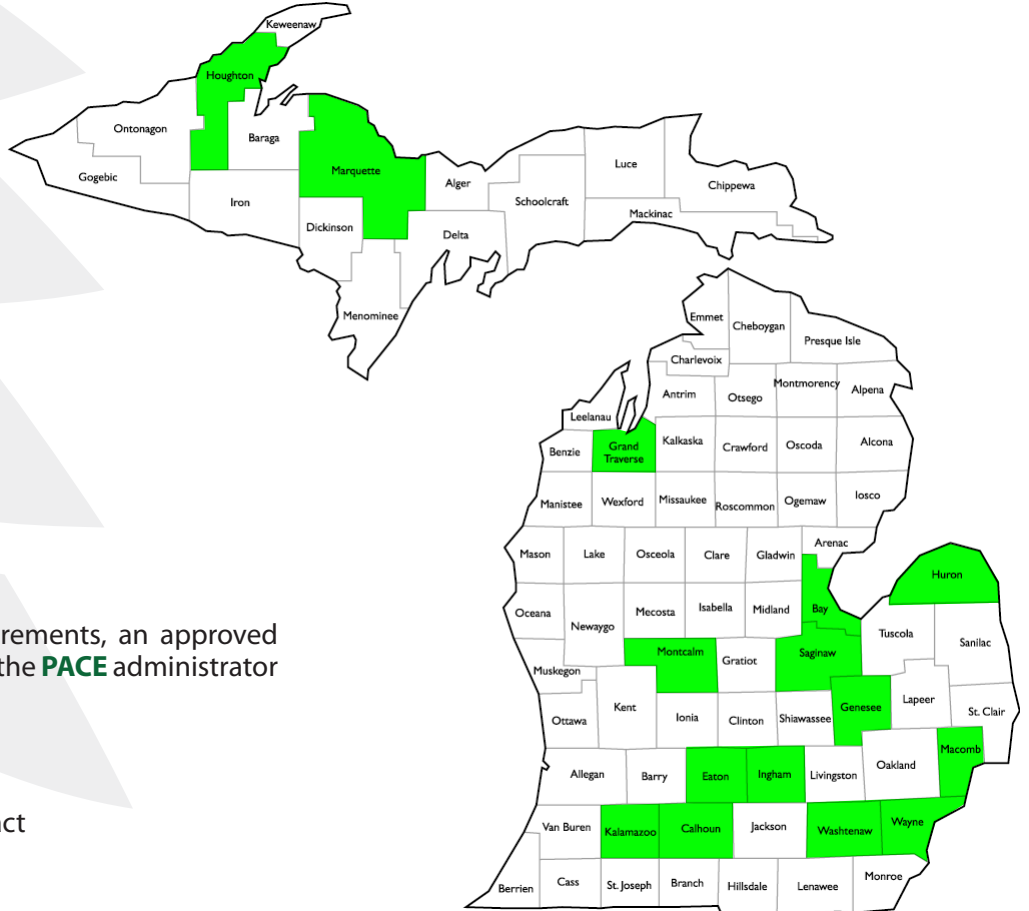 Keweenaw
Houghton
Ontonagon
Baraga
Marquette
Gogebic
Iron
Dickinson
Alger
Schoolcraft
Luce
Chippewa
Mackinac
Delta
Menominee
Emmet
Cheboygan
Presque Isle
Charlevoix
Antrim
Otsego
Montmorency
Alpena
Leelanau
Benzie
Grand
Traverse
Kalkaska
Crawford
Oscoda
Alcona
Manistee
Wexford
Missaukee
Roscommon
Ogemaw
Iosco
Mason
Lake
Osceola
Clare
Gladwin
Arenac
Huron
Oceana
Newaygo
Mecosta
Isabella
Midland
Bay
Tuscola
Sanilac
rements, an approved
the PACE administrator
Muskegon
Montcalm
Gratiot
Saginaw
Ottawa
Kent
Ionia
Clinton
Shiawassee
Genesee
Lapeer
St. Clair
Allegan
Barry
Eaton
Ingham
Livingston
Oakland
Macomb
act
Van Buren
Kalamazoo
Calhoun
Jackson
Washtenaw
Wayne
Berrien
Cass
St. Joseph
Branch
Hillsdale
Lenawee
Monroe